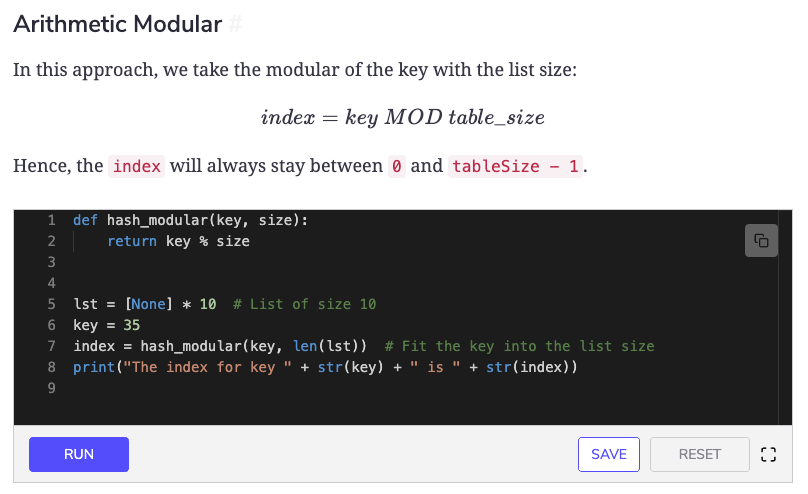 Arithmetic Modular #
In this approach, we take the modular of the key with the list size:
index = key MOD table_size
Hence, the index will always stay between 0 and tableSize - 1.
1 def hash_modular(key, size):
2     return key % size
3
4
5 lst = [None] * 10  # List of size 10
6 key = 35
7 index = hash_modular(key, len(lst))  # Fit the key into the list size
8 print("The index for key " + str(key) + " is " + str(index))
9
RUN SAVE RESET